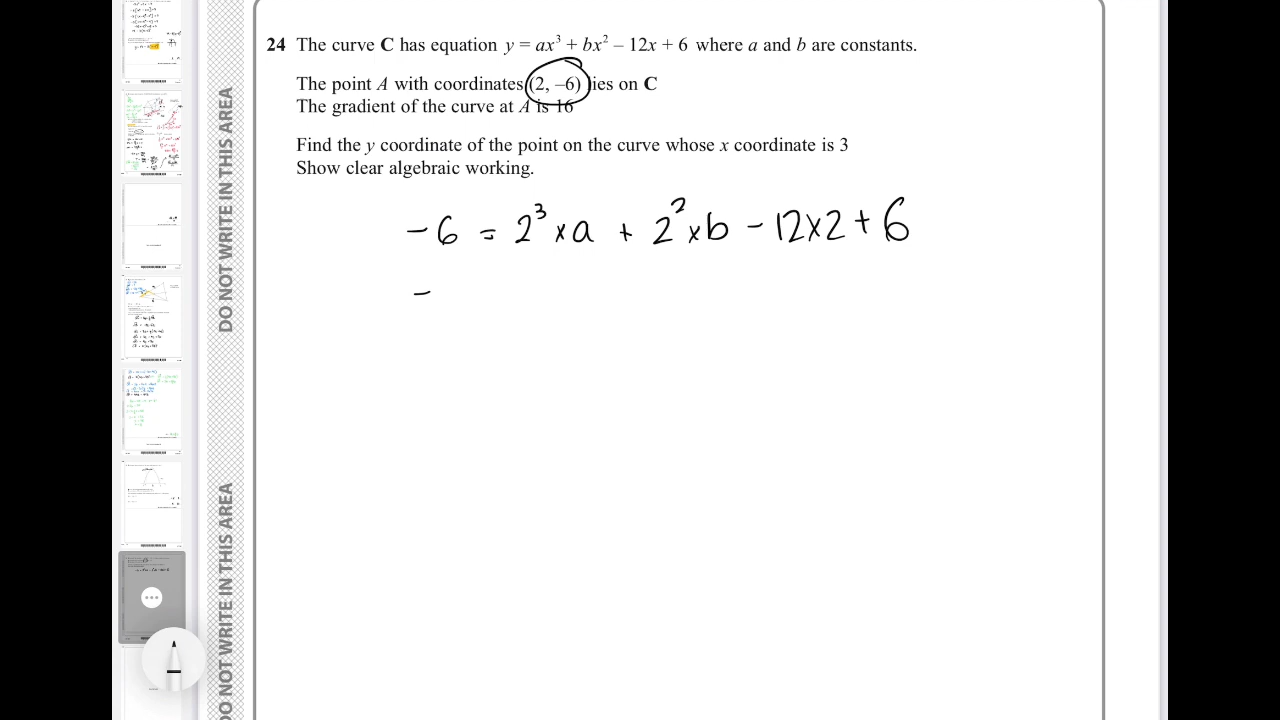 24 The curve C has equation y = ax³ + bx² – 12x + 6 where a and b are constants.
The point A with coordinates (2, –6) lies on C
The gradient of the curve at A is 16
Find the y coordinate of the point on the curve whose x coordinate is 3
Show clear algebraic working.
-6 = 2³ × a + 2² × b - 12 × 2 + 6
-
DO NOT WRITE IN THIS AREA
DO NOT WRITE IN THIS AREA